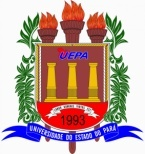 UEPA
1993
UNIVERSIDADE DO ESTADO DO PARÁ